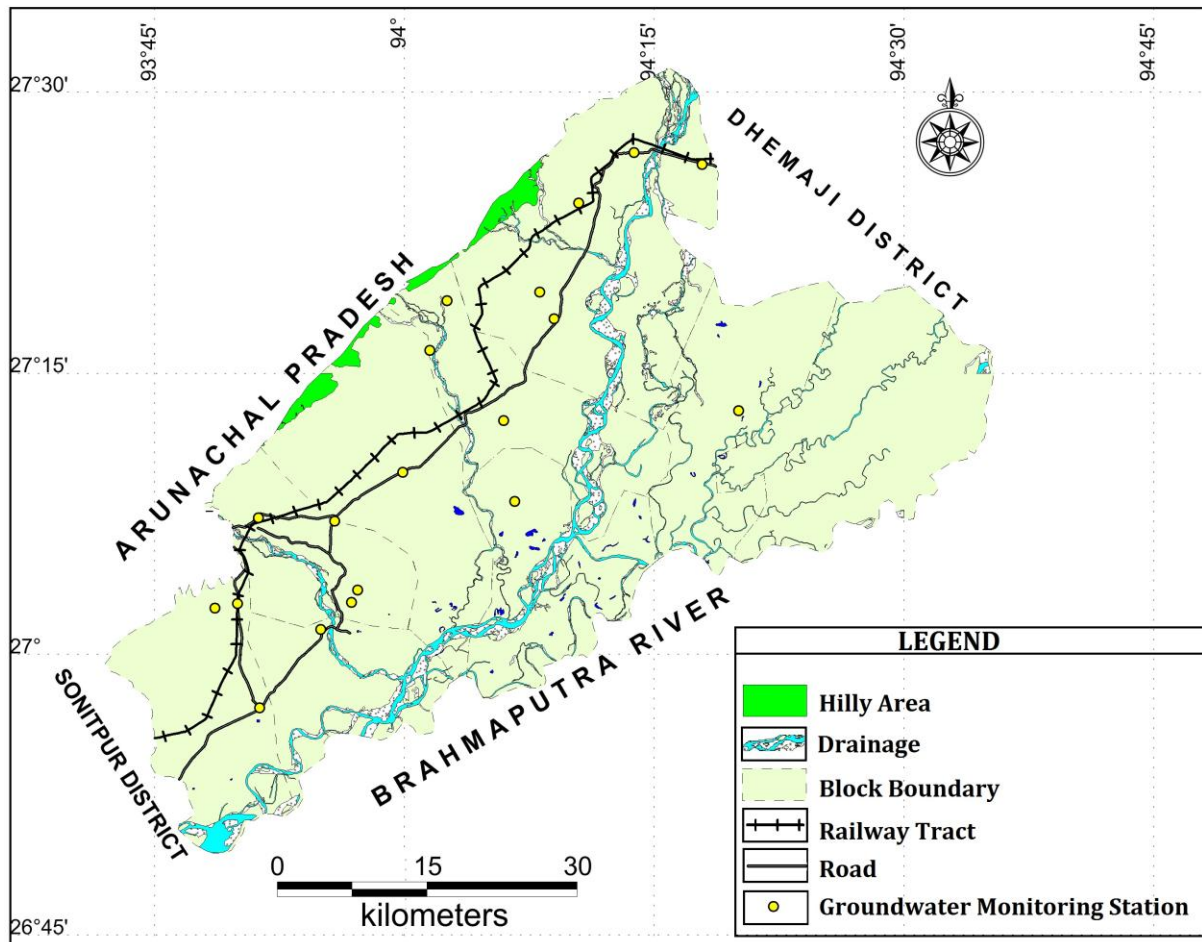 93°45'
94°
94°15'
94°30'
94°45'
27°30'
27°15'
27°
26°45'
DHEMAJI DISTRICT
ARUNACHAL PRADESH
BRAHMAPUTRA RIVER
SONITPUR DISTRICT
0 15 30
kilometers
LEGEND
Hilly Area
Drainage
Block Boundary
Railway Tract
Road
Groundwater Monitoring Station